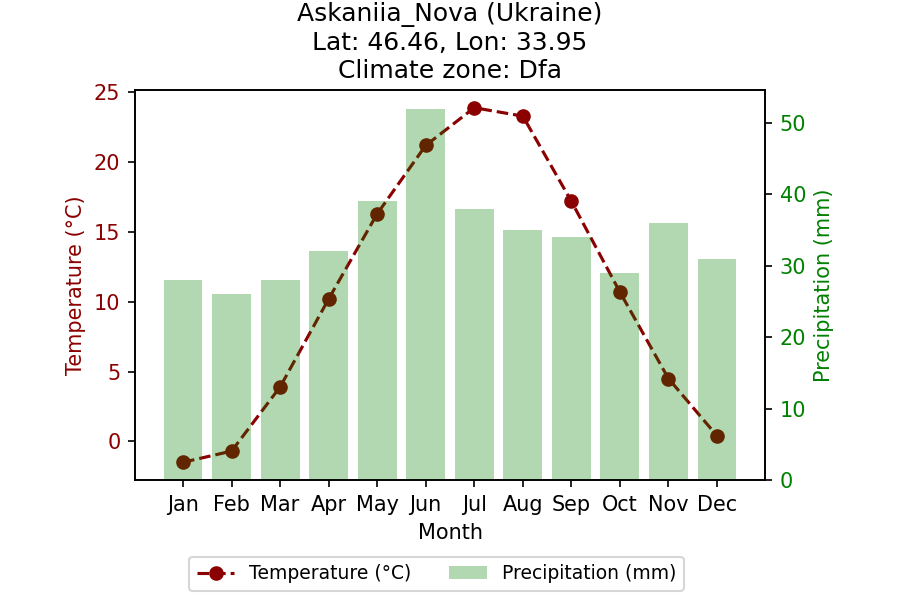 Askaniia_Nova (Ukraine)
Lat: 46.46, Lon: 33.95
Climate zone: Dfa
Temperature (°C)
25
20
15
10
5
0
50
40
30
20
10
0
Precipitation (mm)
Jan Feb Mar Apr May Jun Jul Aug Sep Oct Nov Dec
Month
Temperature (°C) Precipitation (mm)